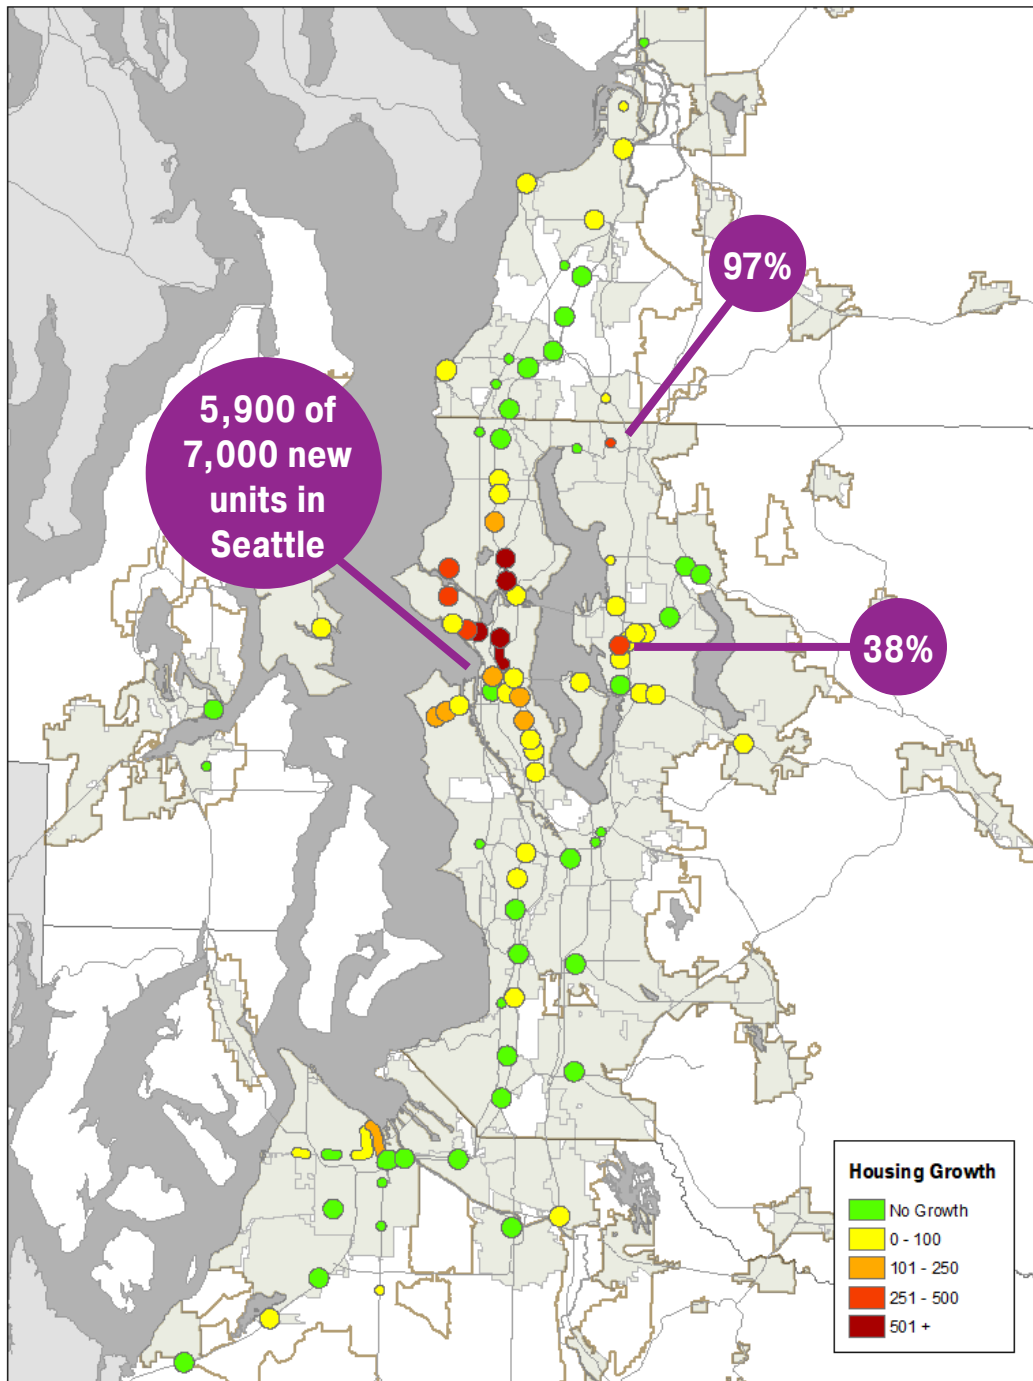 97%
5,900 of
7,000 new
units in
Seattle
38%
Housing Growth
No Growth
0 - 100
101 - 250
251 - 500
501 +